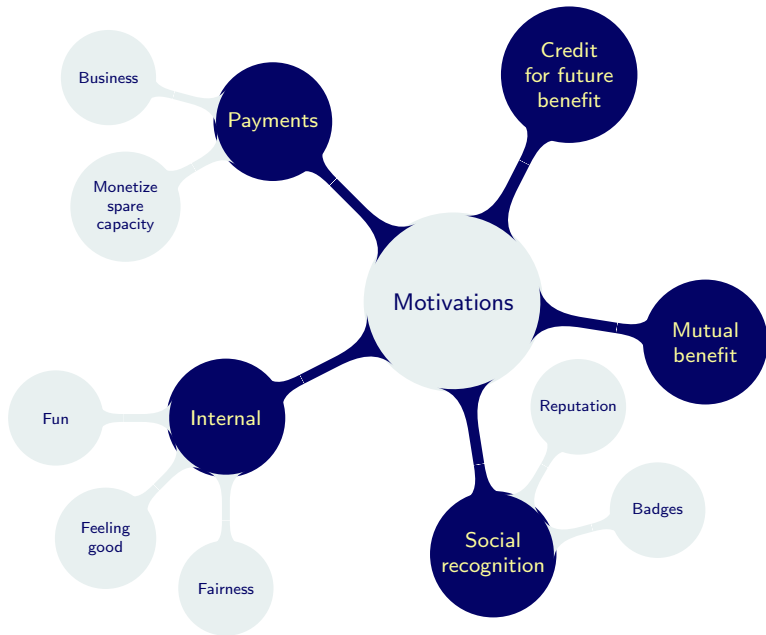 Credit
for future
benefit
Business
Payments
Monetize
spare
capacity
Motivations
Mutual
benefit
Reputation
Fun
Internal
Badges
Feeling
good
Social
recognition
Fairness